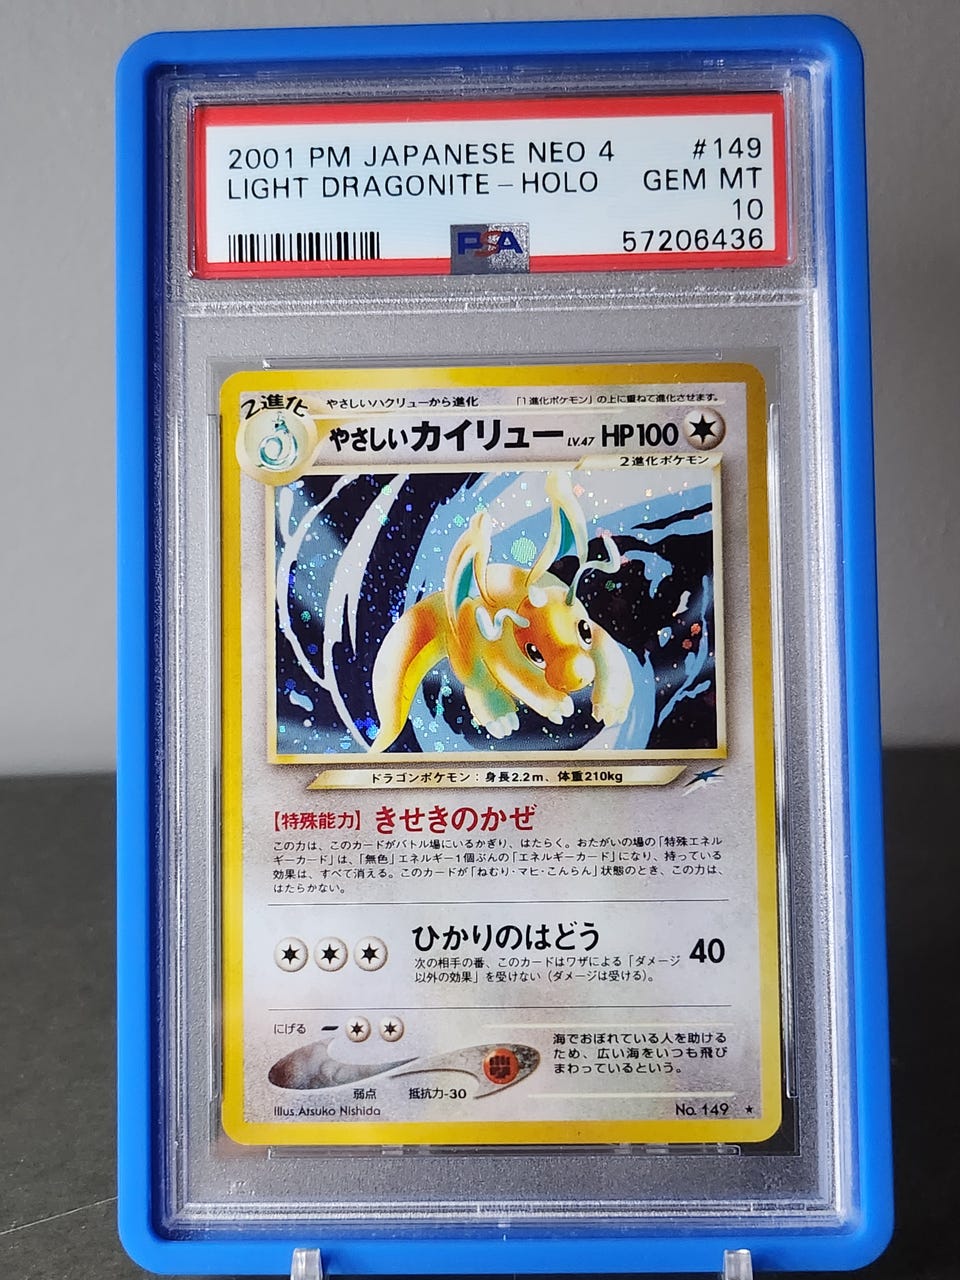 2001 PM JAPANESE NEO 4 #149
LIGHT DRAGONITE - HOLO GEM MT
10
PSA 57206436
2進化 やさしいハクリューから進化 「1進化ポケモン」の上に重ねて進化させます。
やさしいカイリュー LV.47 HP100
2進化ポケモン
ドラゴンポケモン：身長2.2m、体重210kg
【特殊能力】 きせきのかぜ
この力は、このカードがバトル場にいるかぎり、はたらく。おたがいの場の「特殊エネル
ギーカード」は、「無色」エネルギー1個ぶんの「エネルギーカード」になり、持っている
効果は、すべて消える。このカードが「ねむり・マヒ・こんらん」状態のとき、この力は、
はたらかない。
ひかりのはどう 40
次の相手の番、このカードはワザによる「ダメージ
以外の効果」を受けない（ダメージは受ける）。
にげる
海でおぼれている人を助ける
ため、広い海をいつも飛び
まわっているという。
弱点 抵抗力-30
Illus. Atsuko Nishida No. 149 ★